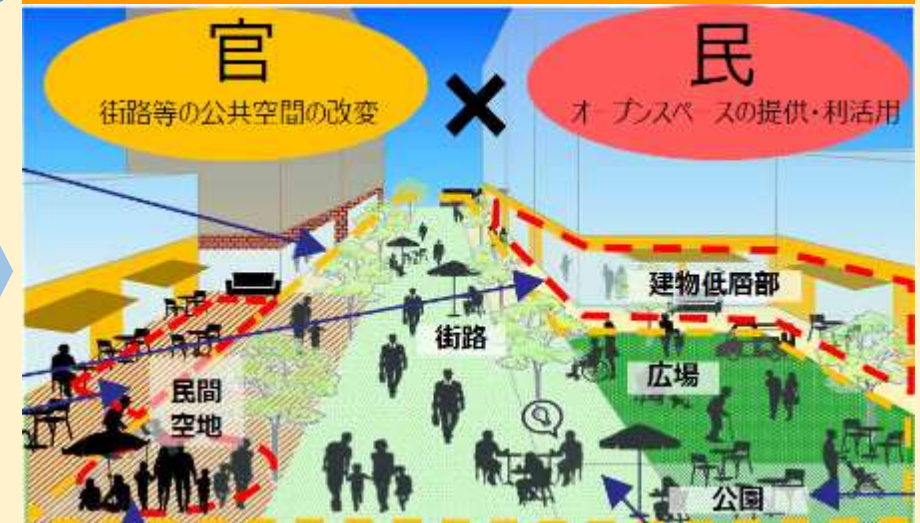 官
街路等の公共空間の改変
×
民
オープンスペースの提供・利活用
建物低層部
街路
広場
民間
空地
公園